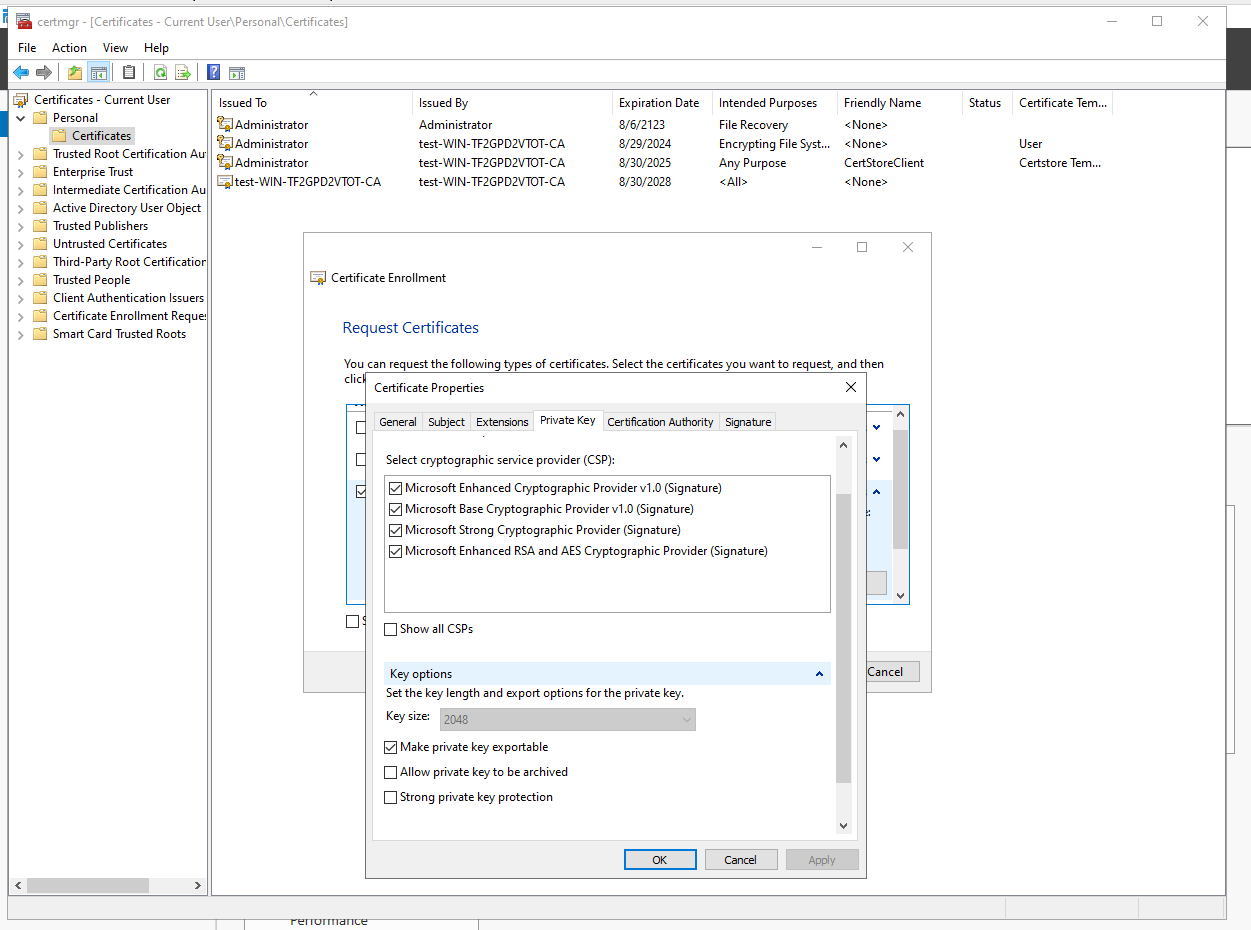 certmgr - [Certificates - Current User\Personal\Certificates]
File Action View Help
Certificates - Current User
Personal
Certificates
Trusted Root Certification Au
Enterprise Trust
Intermediate Certification Au
Active Directory User Object
Trusted Publishers
Untrusted Certificates
Third-Party Root Certification
Trusted People
Client Authentication Issuers
Certificate Enrollment Reques
Smart Card Trusted Roots
Issued To Issued By Expiration Date Intended Purposes Friendly Name Status Certificate Tem...
Administrator Administrator 8/6/2123 File Recovery <None>
Administrator test-WIN-TF2GPD2VTOT-CA 8/29/2024 Encrypting File Syst... <None> User
Administrator test-WIN-TF2GPD2VTOT-CA 8/30/2025 Any Purpose CertStoreClient Certstore Tem...
test-WIN-TF2GPD2VTOT-CA test-WIN-TF2GPD2VTOT-CA 8/30/2028 <All> <None>
Certificate Enrollment
Request Certificates
You can request the following types of certificates. Select the certificates you want to request, and then
Certificate Properties
General Subject Extensions Private Key Certification Authority Signature
Select cryptographic service provider (CSP):
Microsoft Enhanced Cryptographic Provider v1.0 (Signature)
Microsoft Base Cryptographic Provider v1.0 (Signature)
Microsoft Strong Cryptographic Provider (Signature)
Microsoft Enhanced RSA and AES Cryptographic Provider (Signature)
Show all CSPs
Key options
Set the key length and export options for the private key.
Key size: 2048
Make private key exportable
Allow private key to be archived
Strong private key protection
OK Cancel Apply
Cancel
Performance